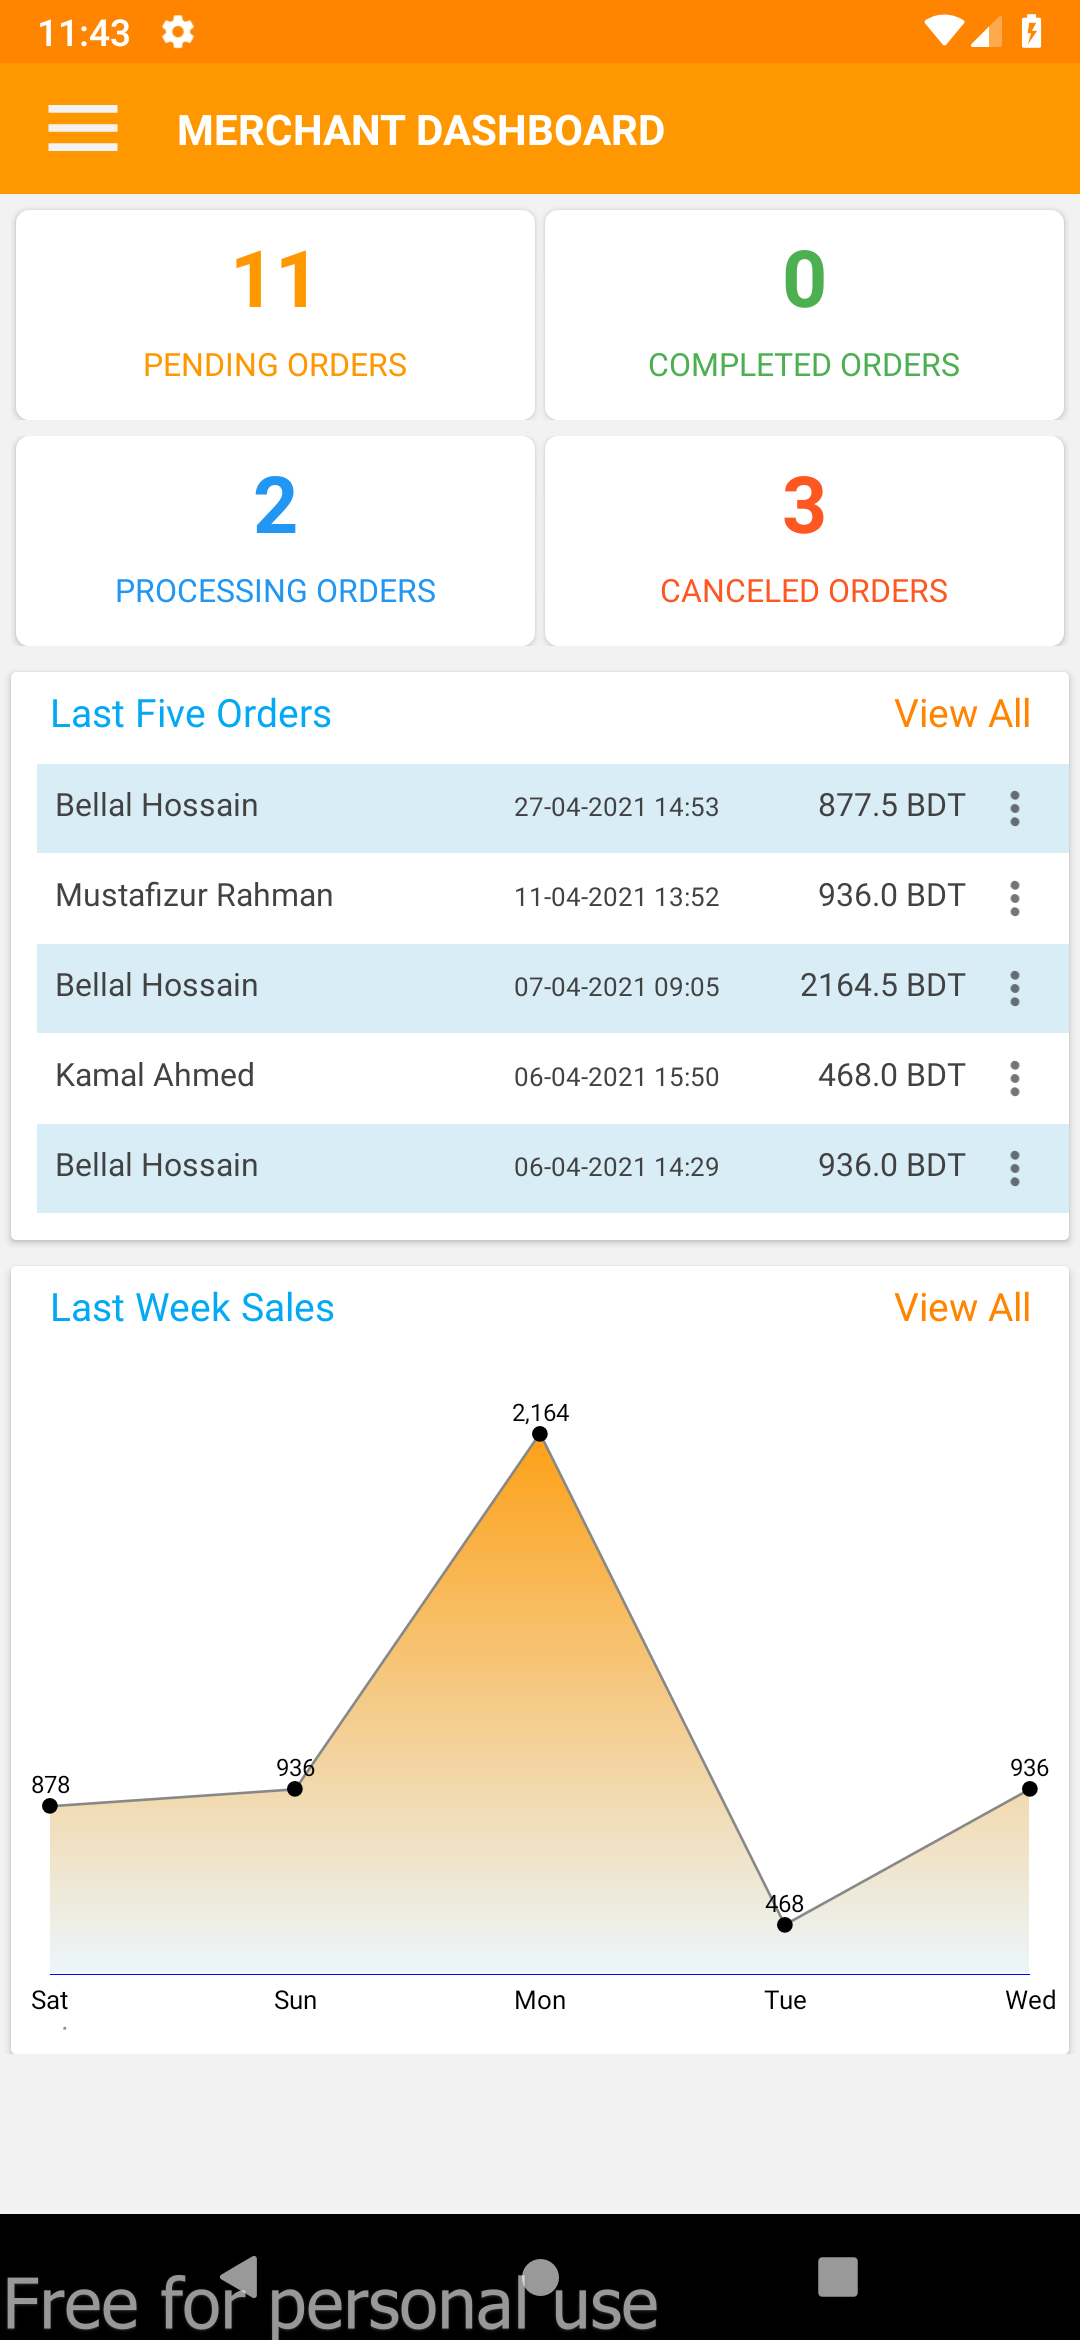 11:43
MERCHANT DASHBOARD
11
PENDING ORDERS
0
COMPLETED ORDERS
2
PROCESSING ORDERS
3
CANCELED ORDERS
Last Five Orders View All
Bellal Hossain 27-04-2021 14:53 877.5 BDT
Mustafizur Rahman 11-04-2021 13:52 936.0 BDT
Bellal Hossain 07-04-2021 09:05 2164.5 BDT
Kamal Ahmed 06-04-2021 15:50 468.0 BDT
Bellal Hossain 06-04-2021 14:29 936.0 BDT
Last Week Sales View All
2,164
936 936
878
468
Sat Sun Mon Tue Wed
Free for personal use